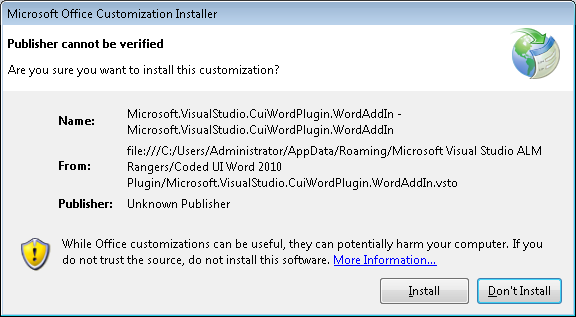 Microsoft Office Customization Installer
Publisher cannot be verified
Are you sure you want to install this customization?
Name: Microsoft.VisualStudio.CuiWordPlugin.WordAddIn -
Microsoft.VisualStudio.CuiWordPlugin.WordAddIn
From: file:///C:/Users/Administrator/AppData/Roaming/Microsoft Visual Studio ALM
Rangers/Coded UI Word 2010
Plugin/Microsoft.VisualStudio.CuiWordPlugin.WordAddIn.vsto
Publisher: Unknown Publisher
While Office customizations can be useful, they can potentially harm your computer. If you
do not trust the source, do not install this software. More Information...
Install Don't Install